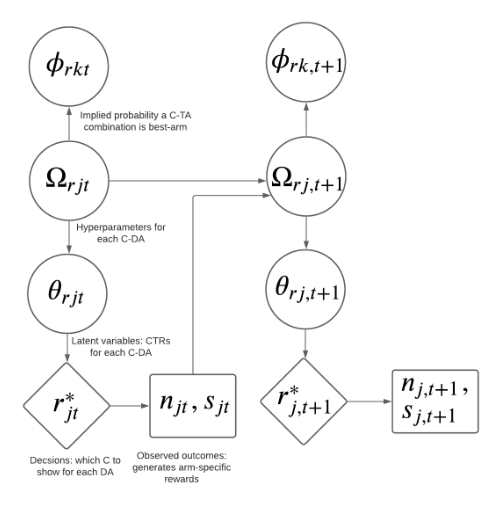 ϕrkt
ϕrk,t+1
Implied probability a C-TA
combination is best-arm
Ωrjt
Ωrj,t+1
Hyperparameters for
each C-DA
θrjt
θrj,t+1
Latent variables: CTRs
for each C-DA
r*jt
njt, sjt
r*j,t+1
nj,t+1,
sj,t+1
Decsions: which C to
show for each DA
Observed outcomes:
generates arm-specific
rewards